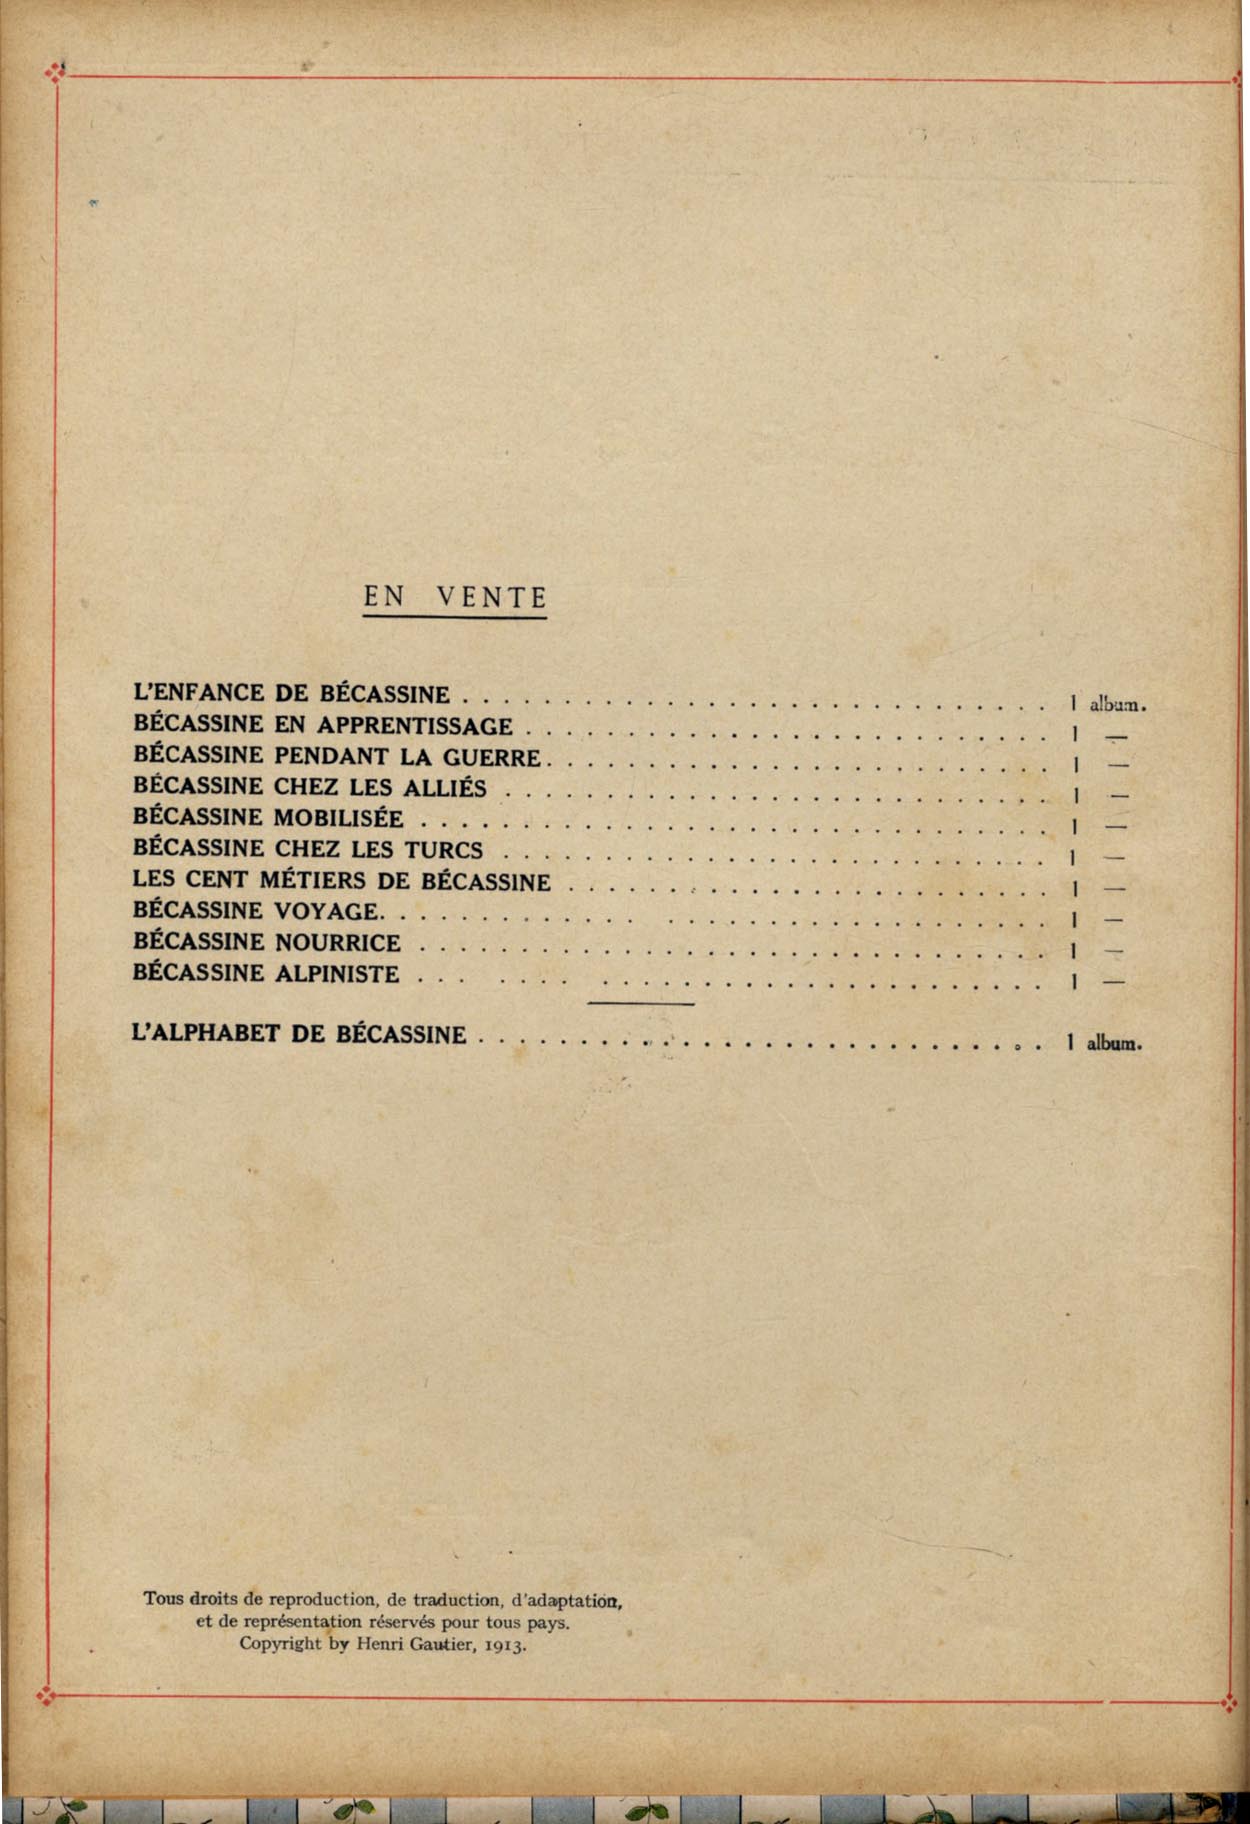 EN VENTE
L'ENFANCE DE BÉCASSINE . . . . . . . . . . . . . . . . . . . . . . . . . . . . . 1 album.
BÉCASSINE EN APPRENTISSAGE . . . . . . . . . . . . . . . . . . . . . . . . . . 1 —
BÉCASSINE PENDANT LA GUERRE. . . . . . . . . . . . . . . . . . . . . . . . . 1 —
BÉCASSINE CHEZ LES ALLIÉS . . . . . . . . . . . . . . . . . . . . . . . . . . . 1 —
BÉCASSINE MOBILISÉE . . . . . . . . . . . . . . . . . . . . . . . . . . . . . . . 1 —
BÉCASSINE CHEZ LES TURCS . . . . . . . . . . . . . . . . . . . . . . . . . . . 1 —
LES CENT MÉTIERS DE BÉCASSINE . . . . . . . . . . . . . . . . . . . . . . . . 1 —
BÉCASSINE VOYAGE. . . . . . . . . . . . . . . . . . . . . . . . . . . . . . . . 1 —
BÉCASSINE NOURRICE . . . . . . . . . . . . . . . . . . . . . . . . . . . . . . . 1 —
BÉCASSINE ALPINISTE . . . . . . . . . . . . . . . . . . . . . . . . . . . . . 1 —
L'ALPHABET DE BÉCASSINE . . . . . . . . . . . . . . . . . . . . . . . . . . . . 1 album.
Tous droits de reproduction, de traduction, d'adaptation,
et de représentation réservés pour tous pays.
Copyright by Henri Gautier, 1913.